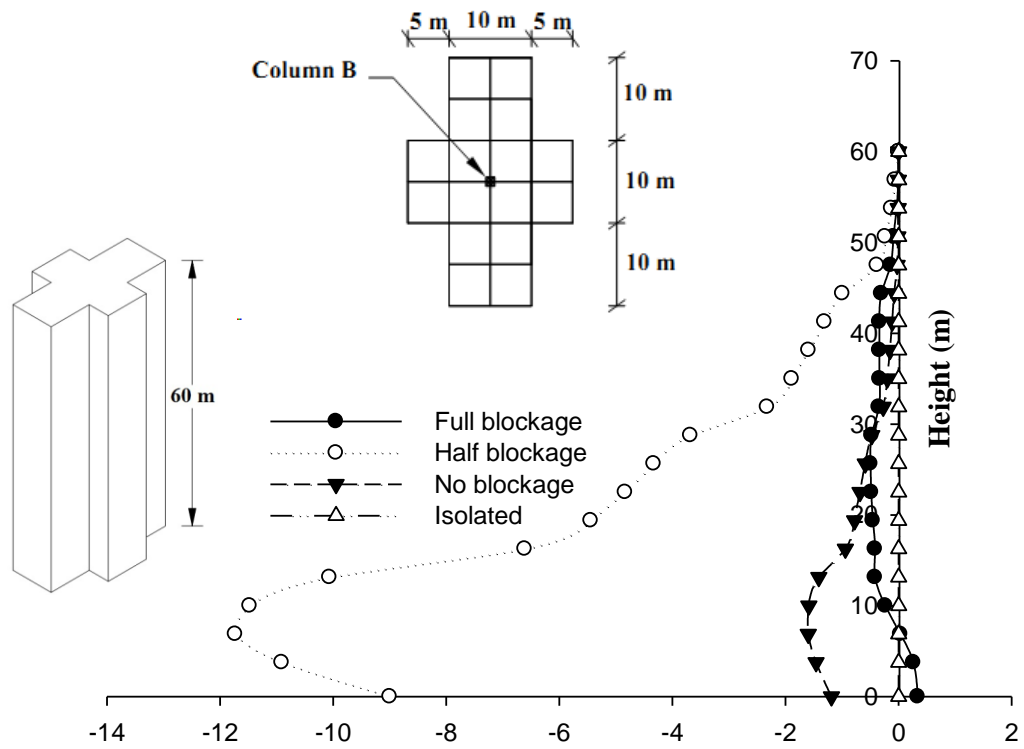 5 m 10 m 5 m
Column B
10 m
10 m
10 m
60 m
Full blockage
Half blockage
No blockage
Isolated
70
60
50
40
30
20
10
0
Height (m)
-14 -12 -10 -8 -6 -4 -2 0 2